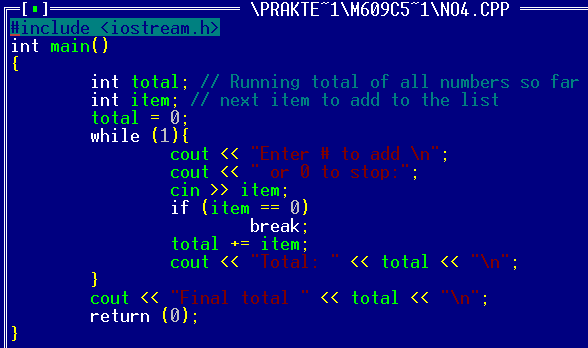 [▪] \PRAKTE~1\M609C5~1\NO4.CPP
#include <iostream.h>
int main()
{
int total; // Running total of all numbers so far
int item; // next item to add to the list
total = 0;
while (1){
cout << "Enter # to add \n";
cout << " or 0 to stop:";
cin >> item;
if (item == 0)
break;
total += item;
cout << "Total: " << total << "\n";
}
cout << "Final total " << total << "\n";
return (0);
}